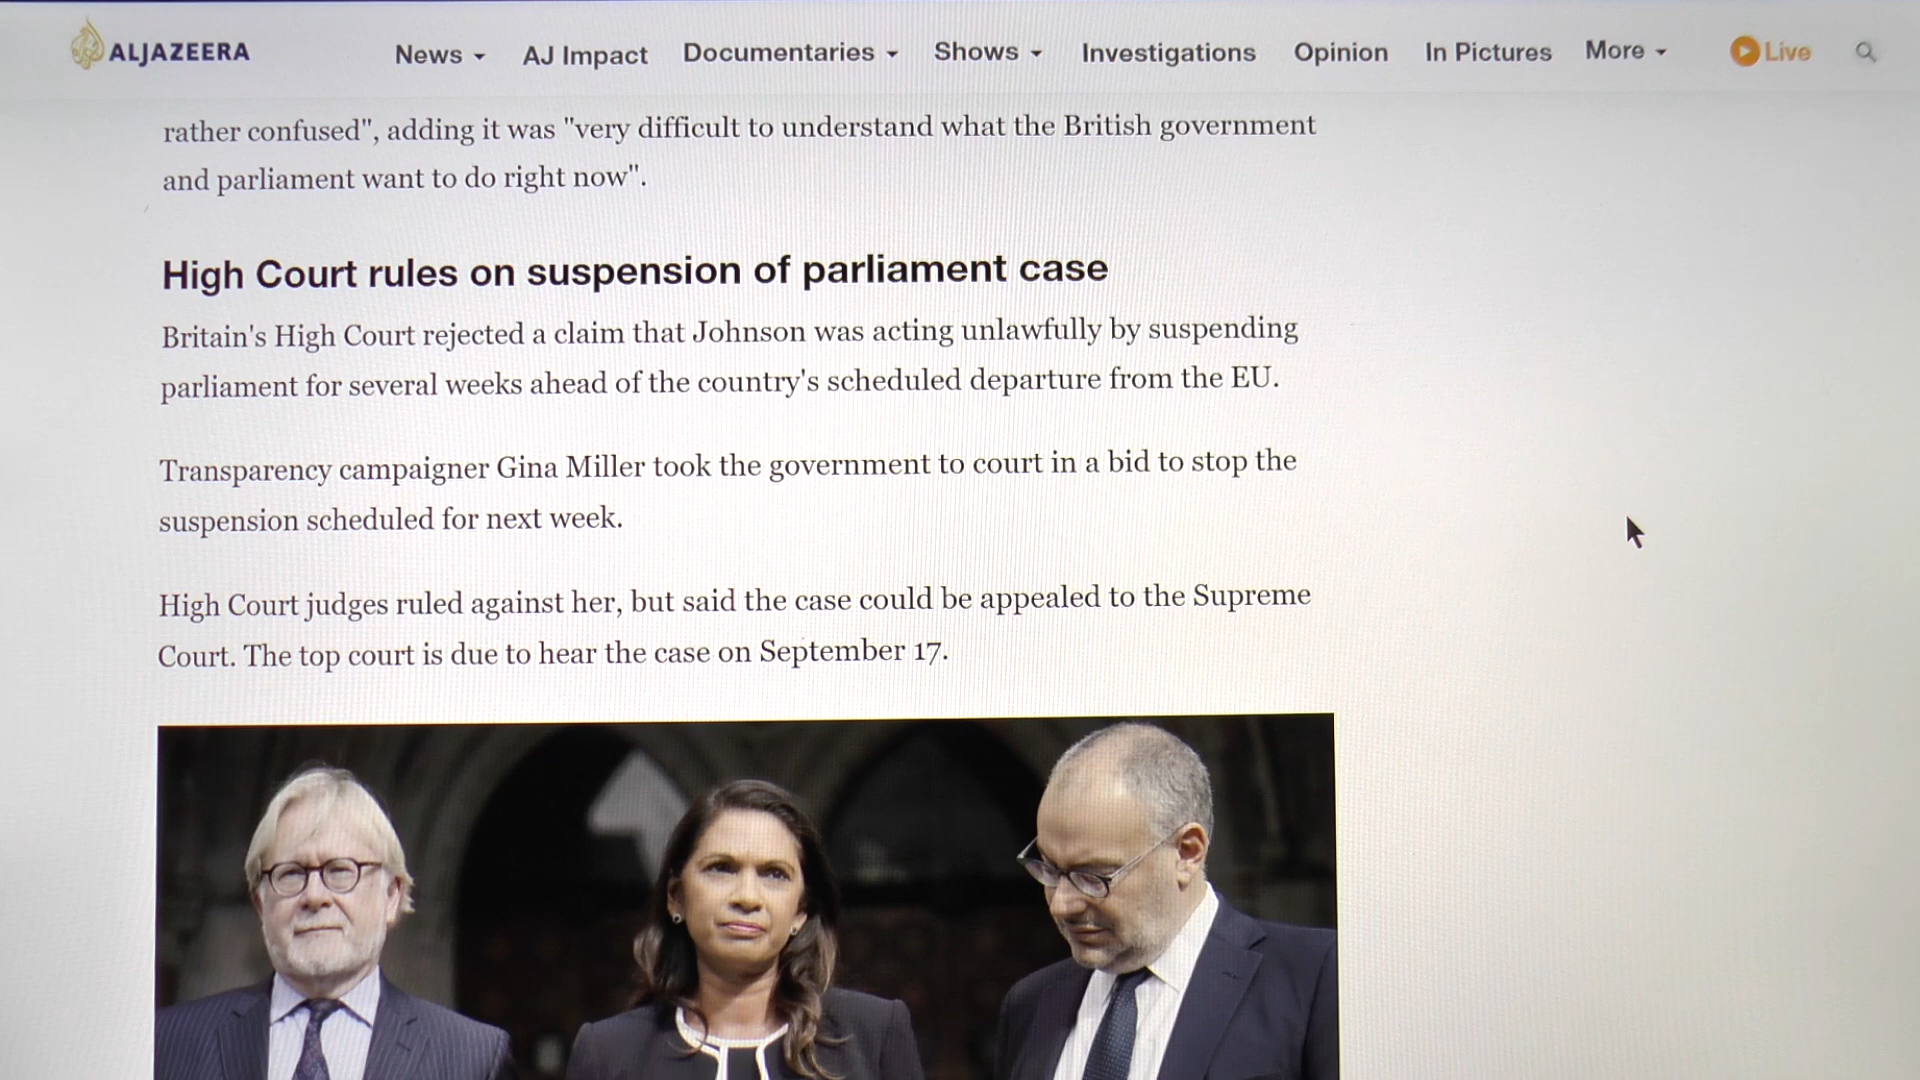 ALJAZEERA News AJ Impact Documentaries Shows Investigations Opinion In Pictures More Live
rather confused", adding it was "very difficult to understand what the British government
and parliament want to do right now".
High Court rules on suspension of parliament case
Britain's High Court rejected a claim that Johnson was acting unlawfully by suspending
parliament for several weeks ahead of the country's scheduled departure from the EU.
Transparency campaigner Gina Miller took the government to court in a bid to stop the
suspension scheduled for next week.
High Court judges ruled against her, but said the case could be appealed to the Supreme
Court. The top court is due to hear the case on September 17.